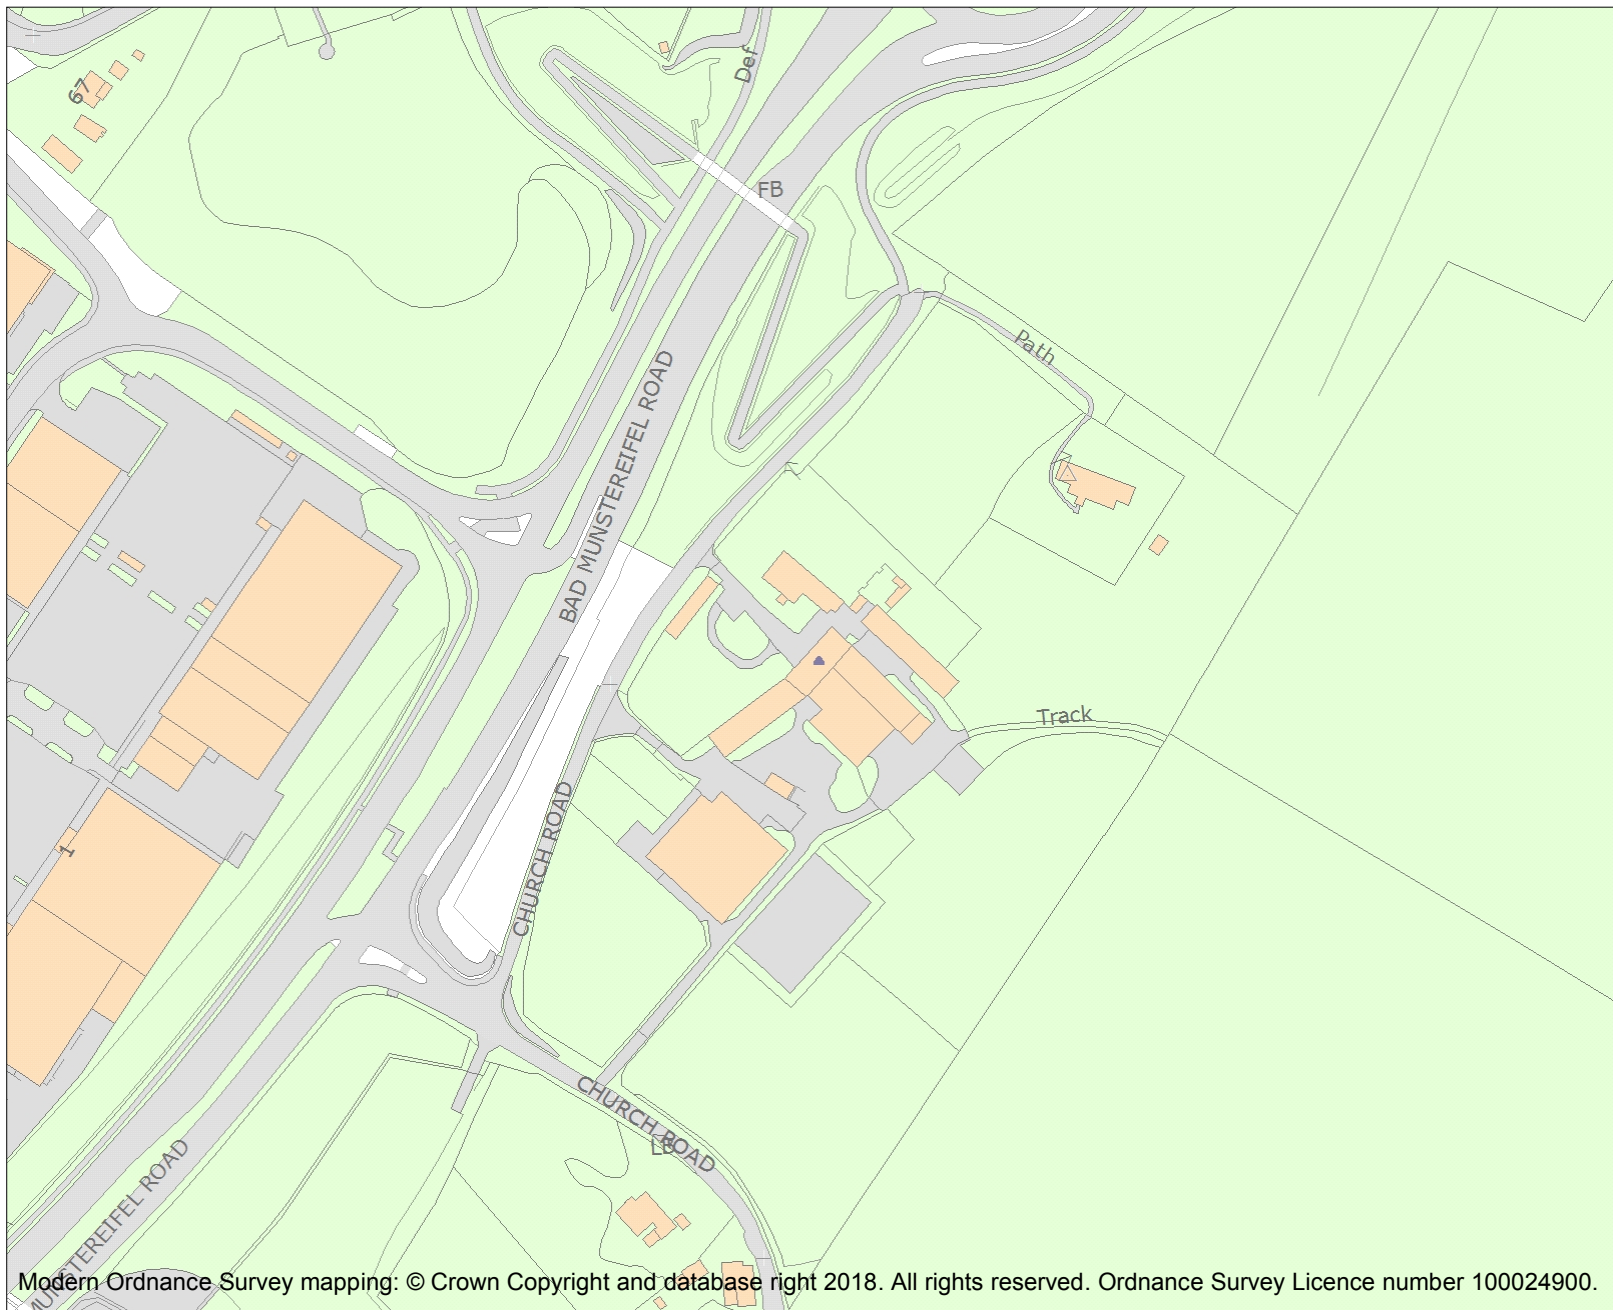 Def
67
FB
Path
BAD MUNSTEREIFEL ROAD
Track
CHURCH ROAD
1
CHURCH ROAD
LB
MUNSTEREIFEL ROAD
Modern Ordnance Survey mapping: © Crown Copyright and database right 2018. All rights reserved. Ordnance Survey Licence number 100024900.